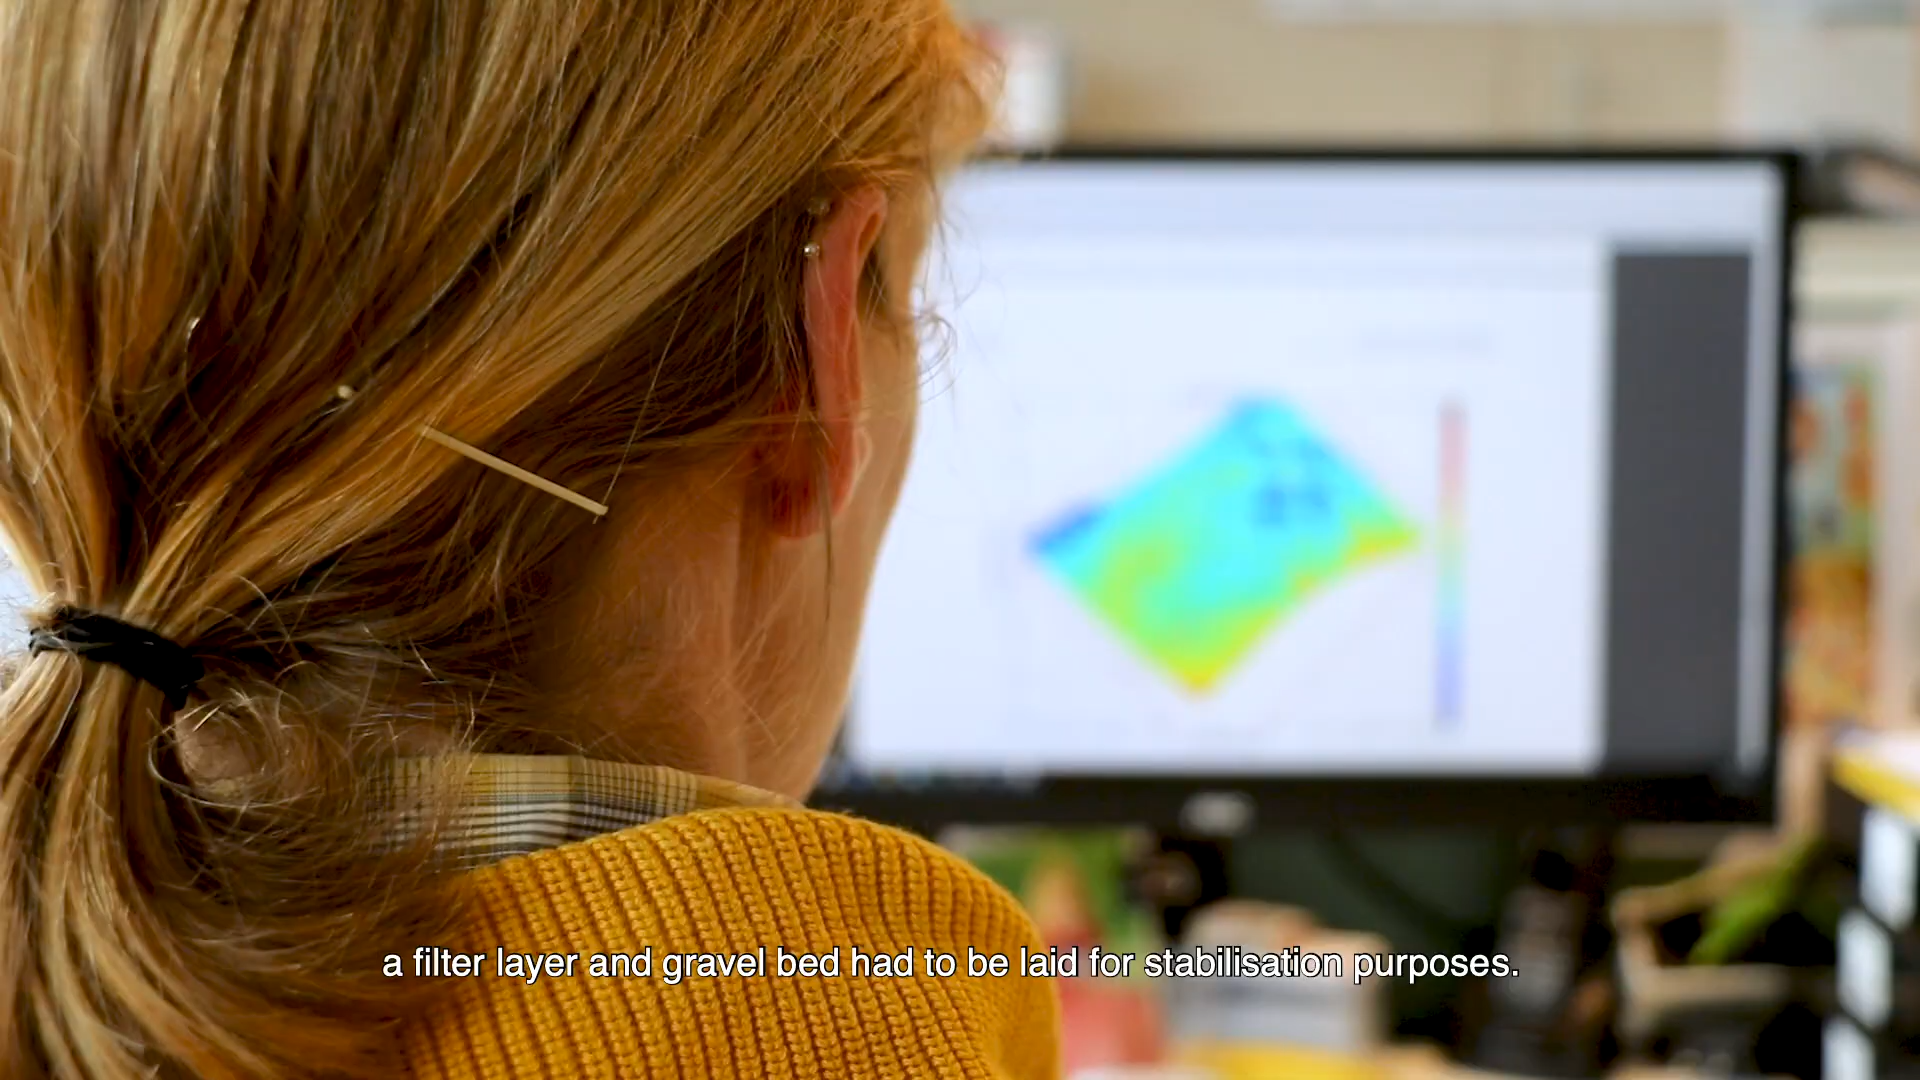 a filter layer and gravel bed had to be laid for stabilisation purposes.